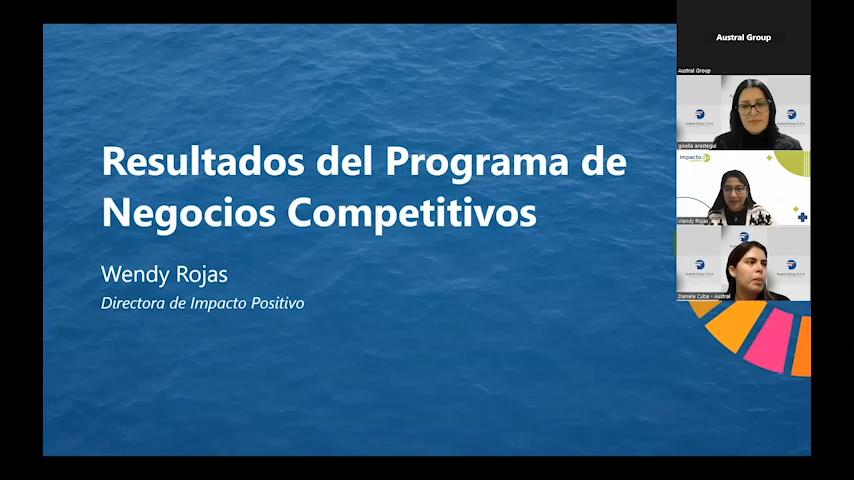 Resultados del Programa de
Negocios Competitivos
Wendy Rojas
Directora de Impacto Positivo
Austral Group
Austral Group
gisella arostegui
impacto
Wendy Rojas
Daniela Cuba - Austral